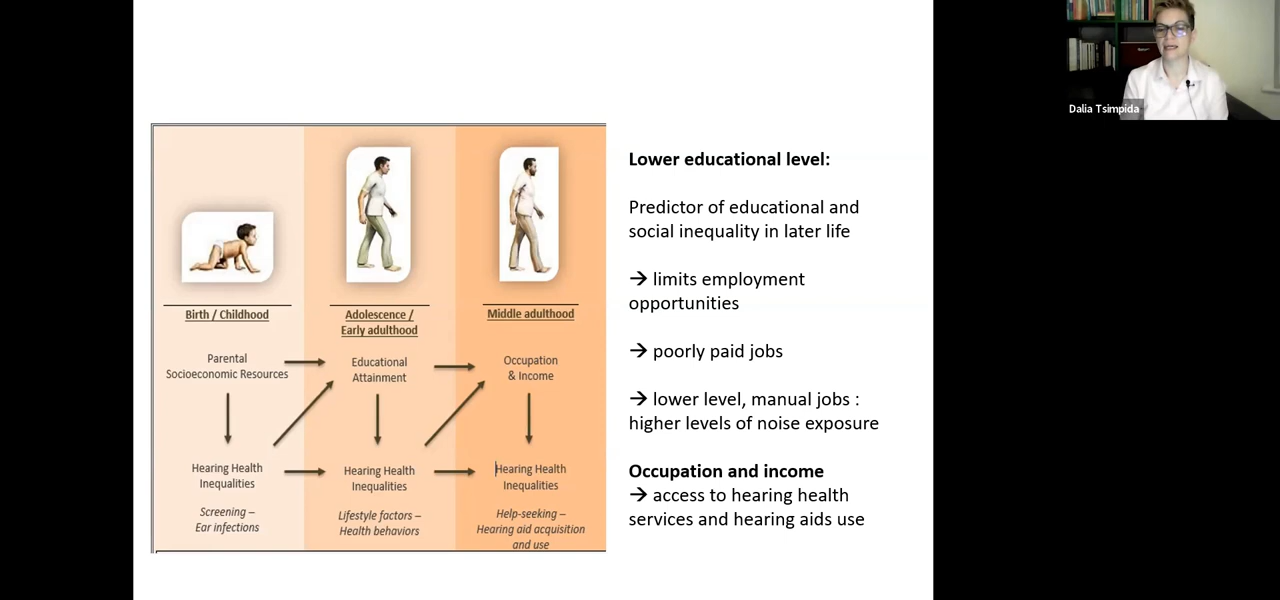 Dalia Tsimpida
Birth / Childhood
Parental
Socioeconomic Resources
Hearing Health
Inequalities
Screening –
Ear infections
Adolescence /
Early adulthood
Educational
Attainment
Hearing Health
Inequalities
Lifestyle factors –
Health behaviors
Middle adulthood
Occupation
& Income
Hearing Health
Inequalities
Help-seeking –
Hearing aid acquisition
and use
Lower educational level:
Predictor of educational and
social inequality in later life
→ limits employment
opportunities
→ poorly paid jobs
→ lower level, manual jobs :
higher levels of noise exposure
Occupation and income
→ access to hearing health
services and hearing aids use